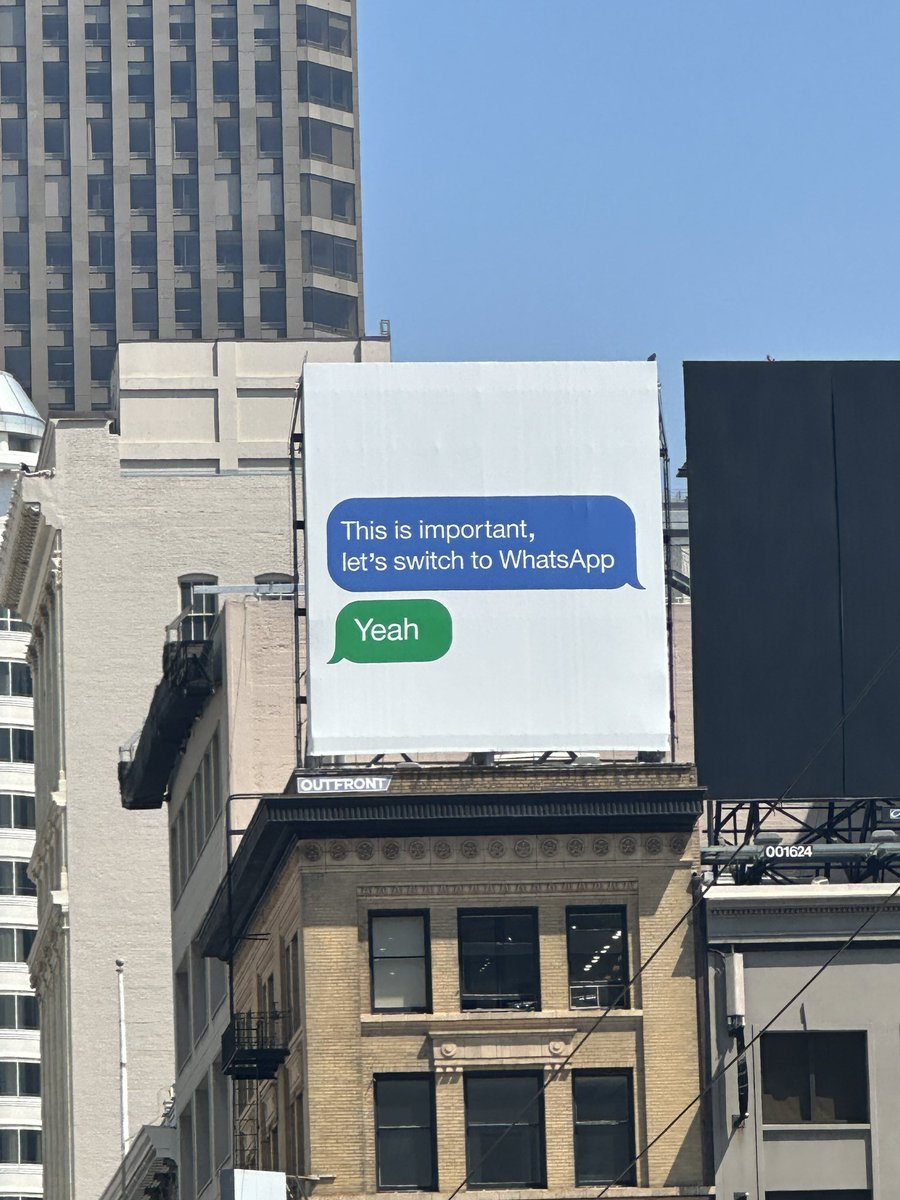 This is important,
let's switch to WhatsApp
Yeah
OUTFRONT
001624